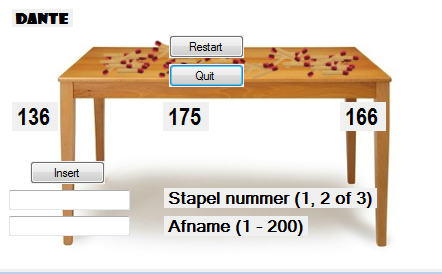 DANTE
Restart
Quit
136 175 166
Insert
Stapel nummer (1, 2 of 3)
Afname (1 - 200)